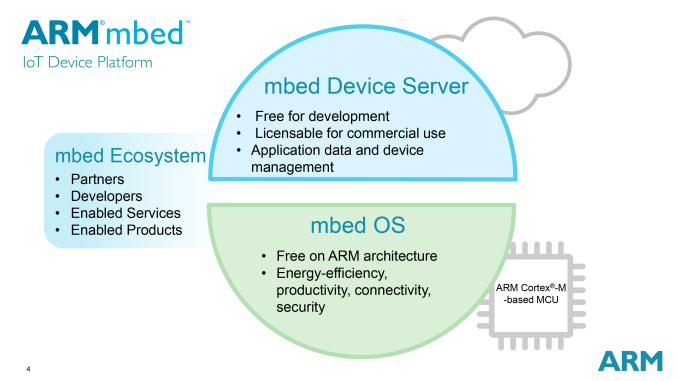 ARM®mbed™
IoT Device Platform
mbed Device Server
• Free for development
• Licensable for commercial use
• Application data and device
management
mbed Ecosystem
• Partners
• Developers
• Enabled Services
• Enabled Products
mbed OS
• Free on ARM architecture
• Energy-efficiency,
productivity, connectivity,
security
ARM Cortex®-M
-based MCU
4
ARM